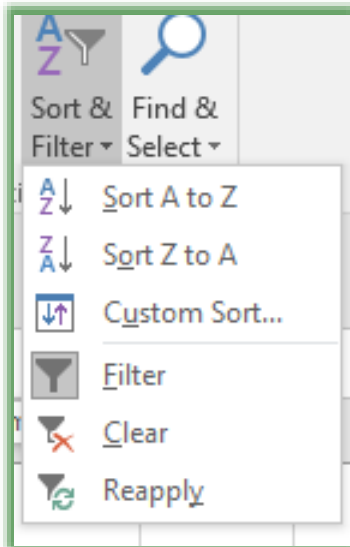 Sort & Find &
Filter Select
Sort A to Z
Sort Z to A
Custom Sort...
Filter
Clear
Reapply